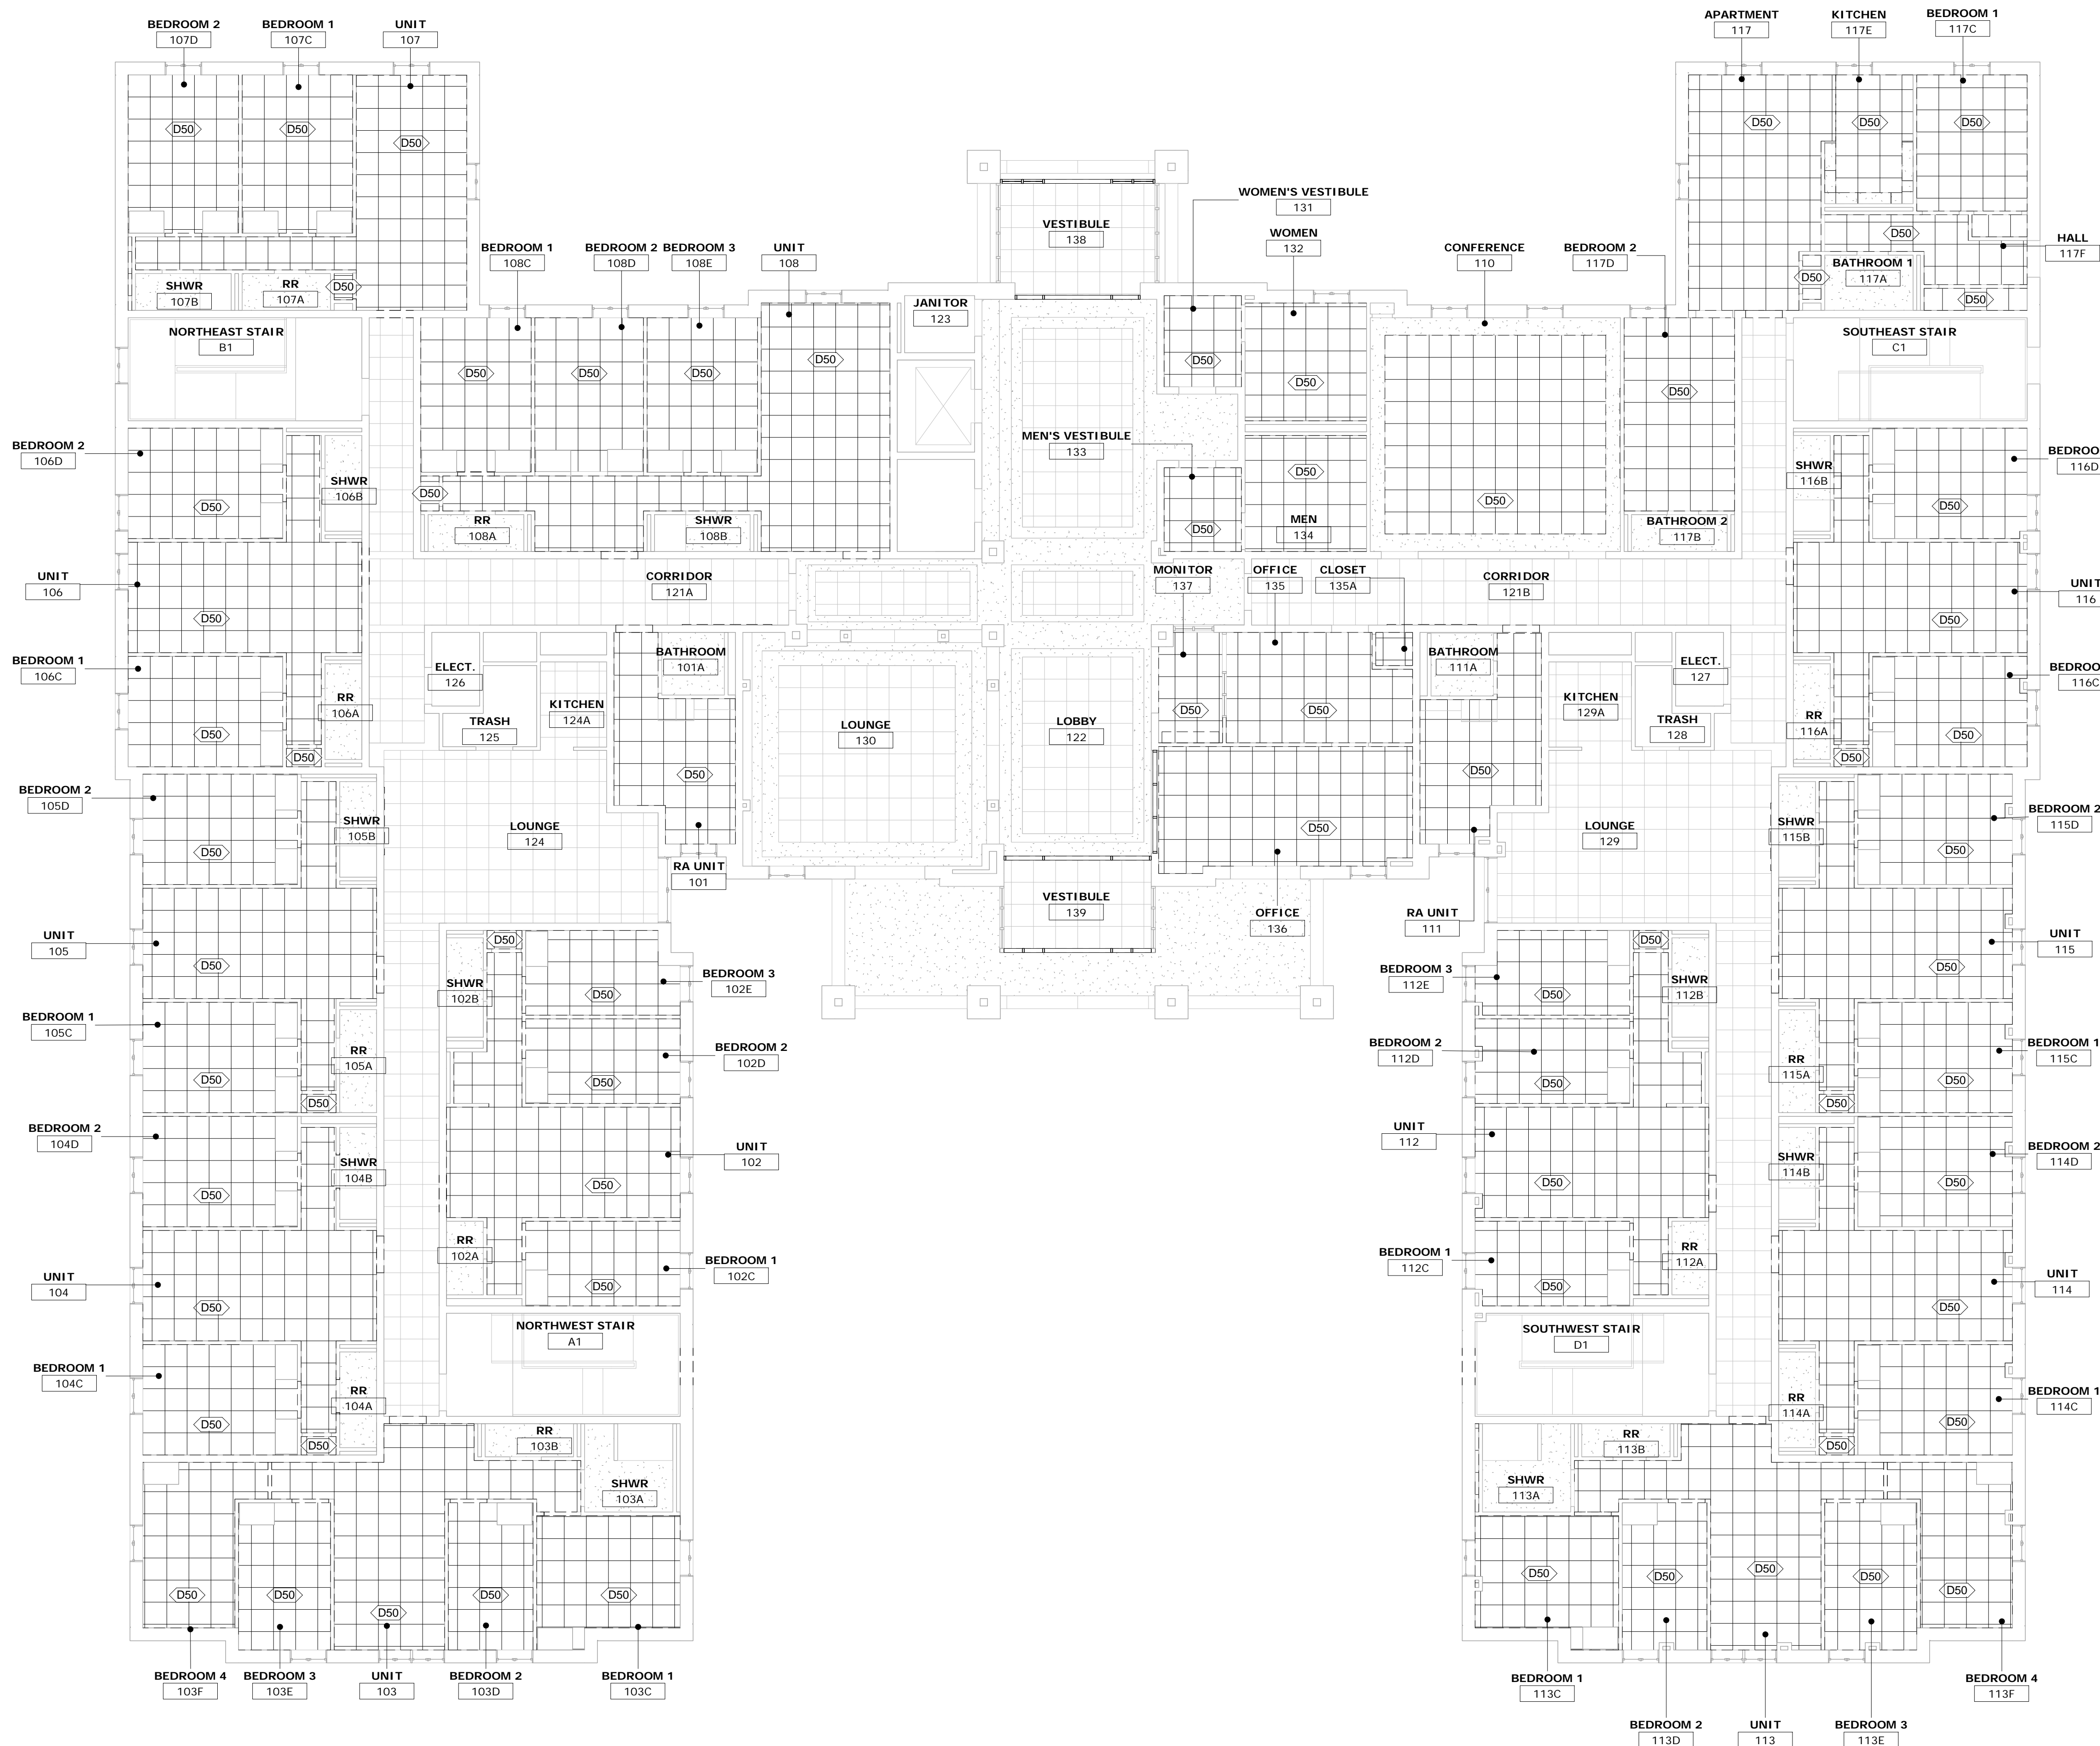 BEDROOM 2
107D
BEDROOM 1
107C
UNIT
107
APARTMENT
117
KITCHEN
117E
BEDROOM 1
117C
D50
D50
D50
D50
D50
D50
WOMEN'S VESTIBULE
131
VESTIBULE
138
WOMEN
132
BEDROOM 1
108C
BEDROOM 2
108D
BEDROOM 3
108E
UNIT
108
CONFERENCE
110
BEDROOM 2
117D
D50
HALL
117F
BATHROOM 1
117A
SHWR
107B
RR
107A
D50
D50
D50
JANITOR
123
NORTHEAST STAIR
B1
SOUTHEAST STAIR
C1
D50
D50
D50
D50
D50
D50
D50
MEN'S VESTIBULE
133
BEDROOM 2
106D
SHWR
106B
D50
D50
D50
D50
SHWR
116B
BEDROO
116D
D50
D50
RR
108A
SHWR
108B
D50
MEN
134
BATHROOM 2
117B
UNIT
106
CORRIDOR
121A
MONITOR
137
OFFICE
135
CLOSET
135A
CORRIDOR
121B
UNIT
116
D50
D50
BEDROOM 1
106C
ELECT.
126
BATHROOM
101A
BATHROOM
111A
ELECT.
127
BEDROO
116C
RR
106A
KITCHEN
124A
TRASH
125
LOUNGE
130
LOBBY
122
KITCHEN
129A
TRASH
128
RR
116A
D50
D50
D50
D50
D50
D50
D50
D50
BEDROOM 2
105D
SHWR
105B
LOUNGE
124
LOUNGE
129
SHWR
115B
BEDROOM 2
115D
D50
D50
D50
RA UNIT
101
VESTIBULE
139
OFFICE
136
RA UNIT
111
UNIT
105
D50
D50
UNIT
115
D50
D50
BEDROOM 3
102E
SHWR
102B
D50
BEDROOM 3
112E
D50
SHWR
112B
BEDROOM 1
105C
RR
105A
BEDROOM 2
102D
BEDROOM 2
112D
RR
115A
BEDROOM 1
115C
D50
D50
D50
D50
D50
D50
BEDROOM 2
104D
SHWR
104B
UNIT
102
UNIT
112
SHWR
114B
BEDROOM 2
114D
D50
D50
D50
D50
RR
102A
BEDROOM 1
102C
BEDROOM 1
112C
RR
112A
UNIT
104
D50
D50
D50
D50
UNIT
114
NORTHWEST STAIR
A1
SOUTHWEST STAIR
D1
BEDROOM 1
104C
RR
104A
RR
114A
BEDROOM 1
114C
D50
D50
D50
D50
RR
103B
RR
113B
SHWR
103A
SHWR
113A
D50
D50
D50
D50
D50
D50
D50
D50
D50
D50
BEDROOM 4
103F
BEDROOM 3
103E
UNIT
103
BEDROOM 2
103D
BEDROOM 1
103C
BEDROOM 1
113C
BEDROOM 4
113F
BEDROOM 2
113D
UNIT
113
BEDROOM 3
113E